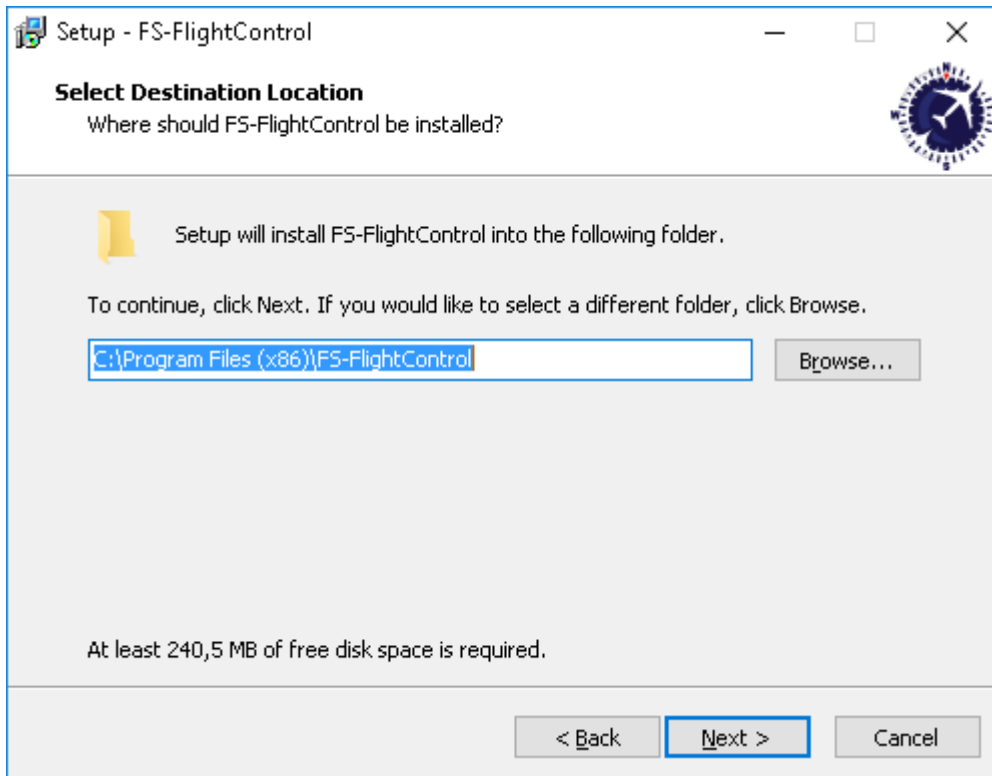 Setup - FS-FlightControl
Select Destination Location
Where should FS-FlightControl be installed?
Setup will install FS-FlightControl into the following folder.
To continue, click Next. If you would like to select a different folder, click Browse.
C:\Program Files (x86)\FS-FlightControl
Browse...
At least 240,5 MB of free disk space is required.
< Back
Next >
Cancel